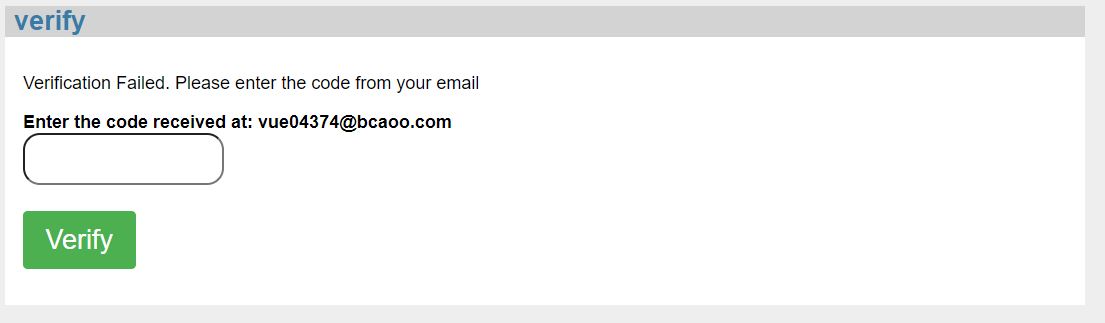 verify
Verification Failed. Please enter the code from your email
Enter the code received at: vue04374@bcaoo.com
Verify